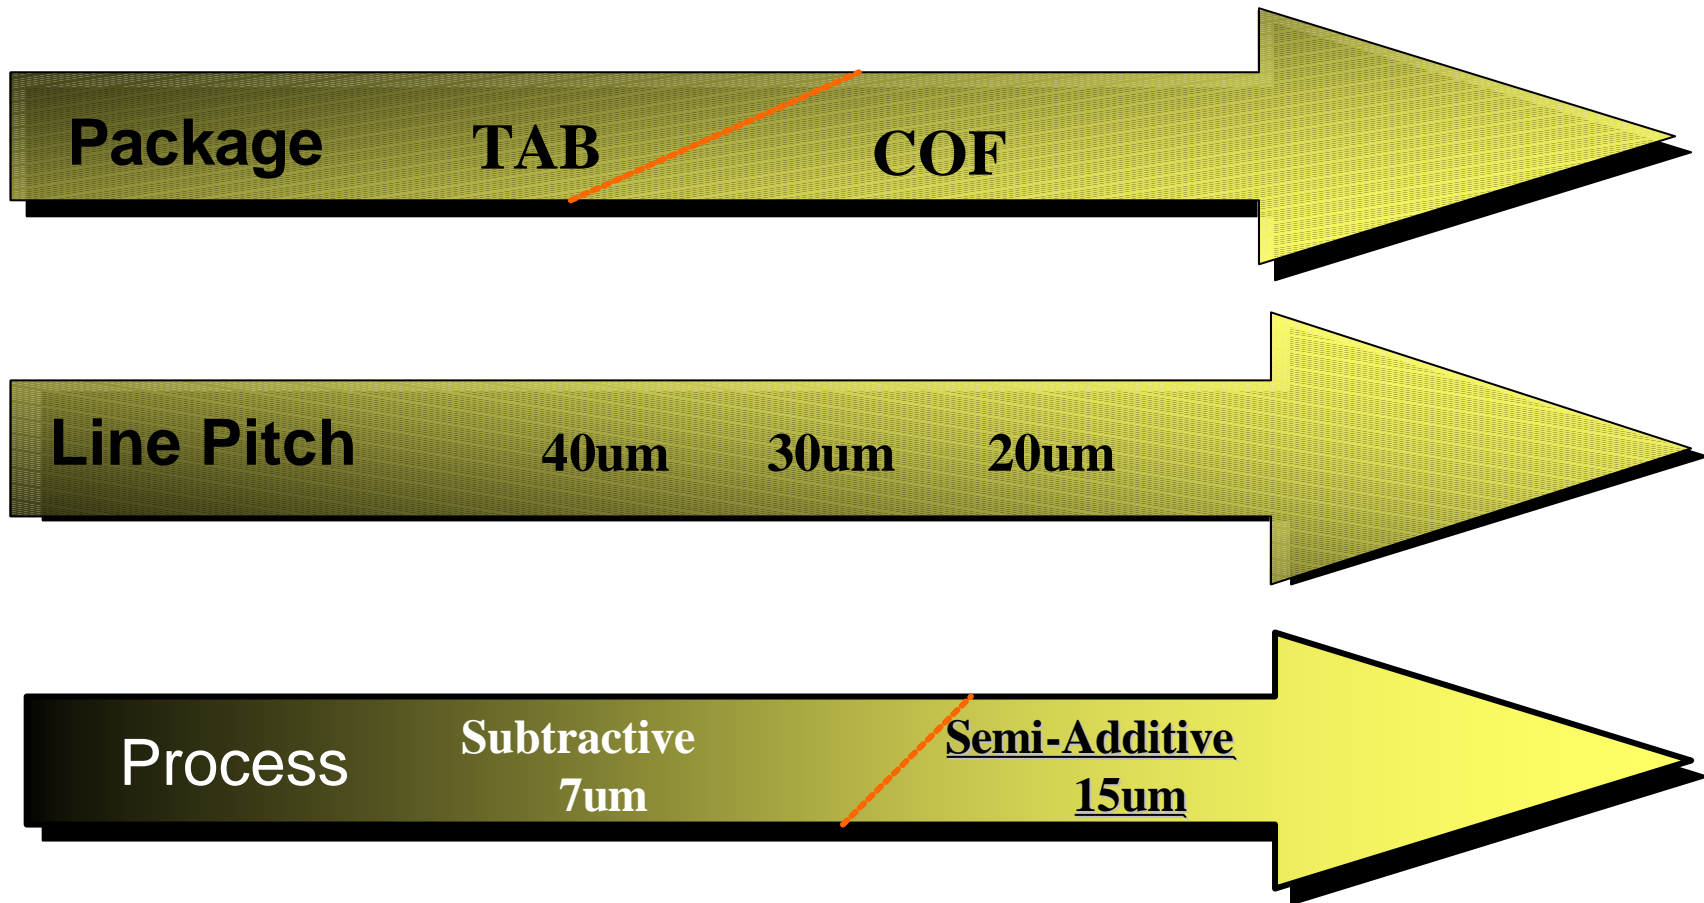 Package TAB COF
Line Pitch 40um 30um 20um
Process Subtractive Semi-Additive
7um 15um